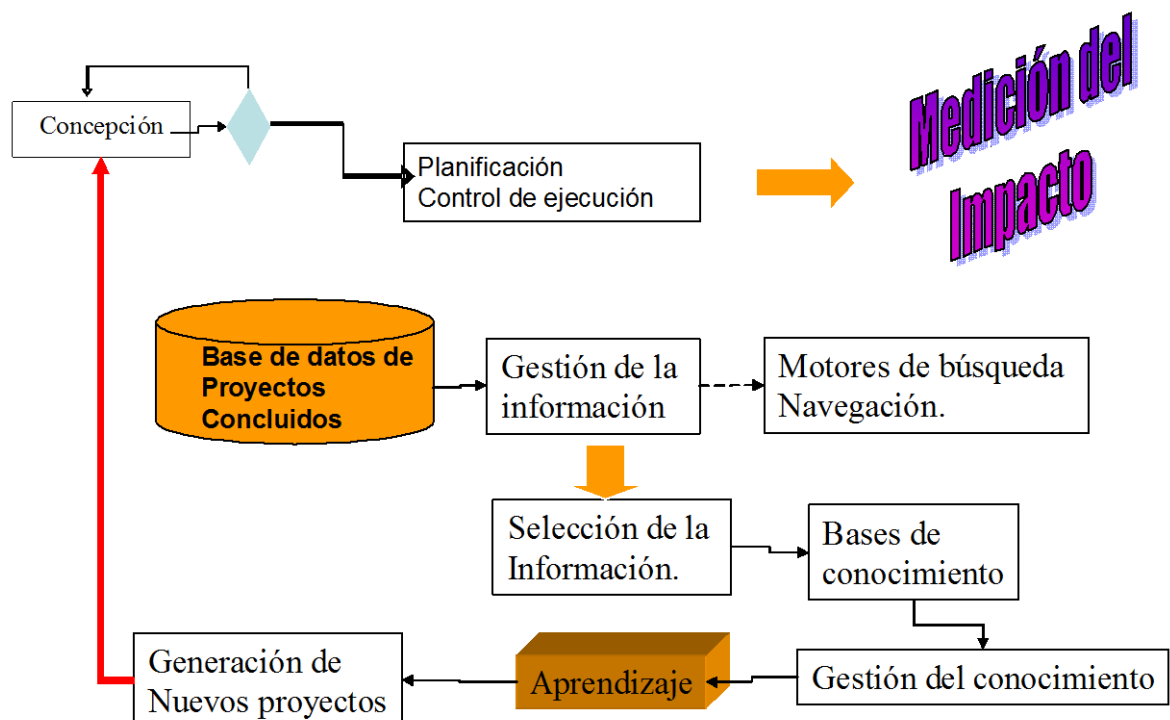 Medición del
Impacto
Concepción
Planificación
Control de ejecución
Base de datos de
Proyectos
Concluidos
Gestión de la
información
Motores de búsqueda
Navegación.
Selección de la
Información.
Bases de
conocimiento
Generación de
Nuevos proyectos
Aprendizaje
Gestión del conocimiento